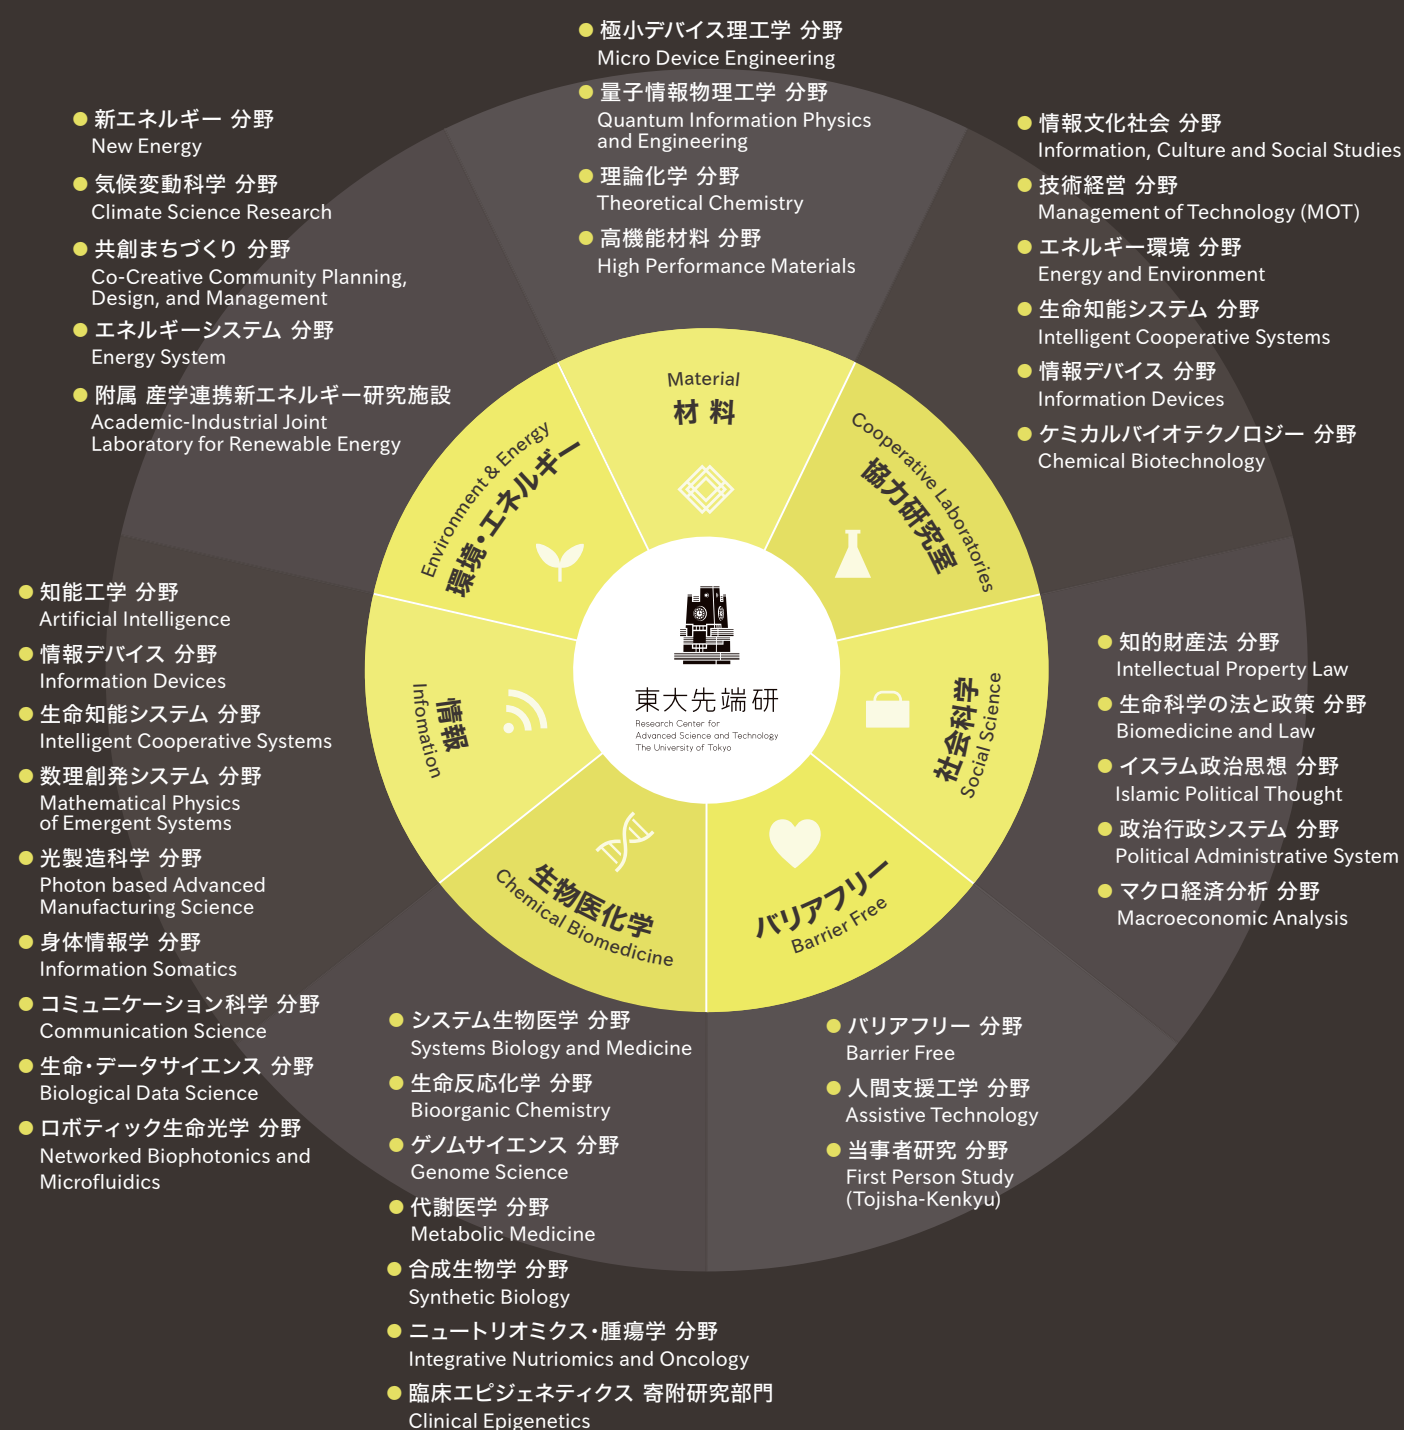 極小デバイス理工学 分野
Micro Device Engineering
量子情報物理工学 分野
Quantum Information Physics
and Engineering
理論化学 分野
Theoretical Chemistry
高機能材料 分野
High Performance Materials
新エネルギー 分野
New Energy
気候変動科学 分野
Climate Science Research
共創まちづくり 分野
Co-Creative Community Planning,
Design, and Management
エネルギーシステム 分野
Energy System
附属 産学連携新エネルギー研究施設
Academic-Industrial Joint
Laboratory for Renewable Energy
情報文化社会 分野
Information, Culture and Social Studies
技術経営 分野
Management of Technology (MOT)
エネルギー環境 分野
Energy and Environment
生命知能システム 分野
Intelligent Cooperative Systems
情報デバイス 分野
Information Devices
ケミカルバイオテクノロジー 分野
Chemical Biotechnology
Material
材 料
Environment & Energy
環境・エネルギー
Cooperative Laboratories
協力研究室
情報
Infomation
社会科学
Social Science
生物医化学
Chemical Biomedicine
バリアフリー
Barrier Free
東大先端研
Research Center for
Advanced Science and Technology
The University of Tokyo
知能工学 分野
Artificial Intelligence
情報デバイス 分野
Information Devices
生命知能システム 分野
Intelligent Cooperative Systems
数理創発システム 分野
Mathematical Physics
of Emergent Systems
光製造科学 分野
Photon based Advanced
Manufacturing Science
身体情報学 分野
Information Somatics
コミュニケーション科学 分野
Communication Science
生命・データサイエンス 分野
Biological Data Science
ロボティック生命光学 分野
Networked Biophotonics and
Microfluidics
知的財産法 分野
Intellectual Property Law
生命科学の法と政策 分野
Biomedicine and Law
イスラム政治思想 分野
Islamic Political Thought
政治行政システム 分野
Political Administrative System
マクロ経済分析 分野
Macroeconomic Analysis
システム生物医学 分野
Systems Biology and Medicine
生命反応化学 分野
Bioorganic Chemistry
ゲノムサイエンス 分野
Genome Science
代謝医学 分野
Metabolic Medicine
合成生物学 分野
Synthetic Biology
ニュートリオミクス・腫瘍学 分野
Integrative Nutriomics and Oncology
臨床エピジェネティクス 寄附研究部門
Clinical Epigenetics
バリアフリー 分野
Barrier Free
人間支援工学 分野
Assistive Technology
当事者研究 分野
First Person Study
(Tojisha-Kenkyu)